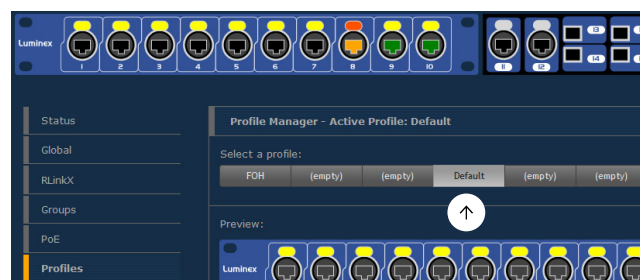 Luminex
1 2 3 4 5 6 7 8 9 10 11 12 13 14
Status
Global
RLinkX
Groups
PoE
Profiles
Profile Manager - Active Profile: Default
Select a profile:
FOH (empty) (empty) Default (empty) (empty)
Preview:
Luminex